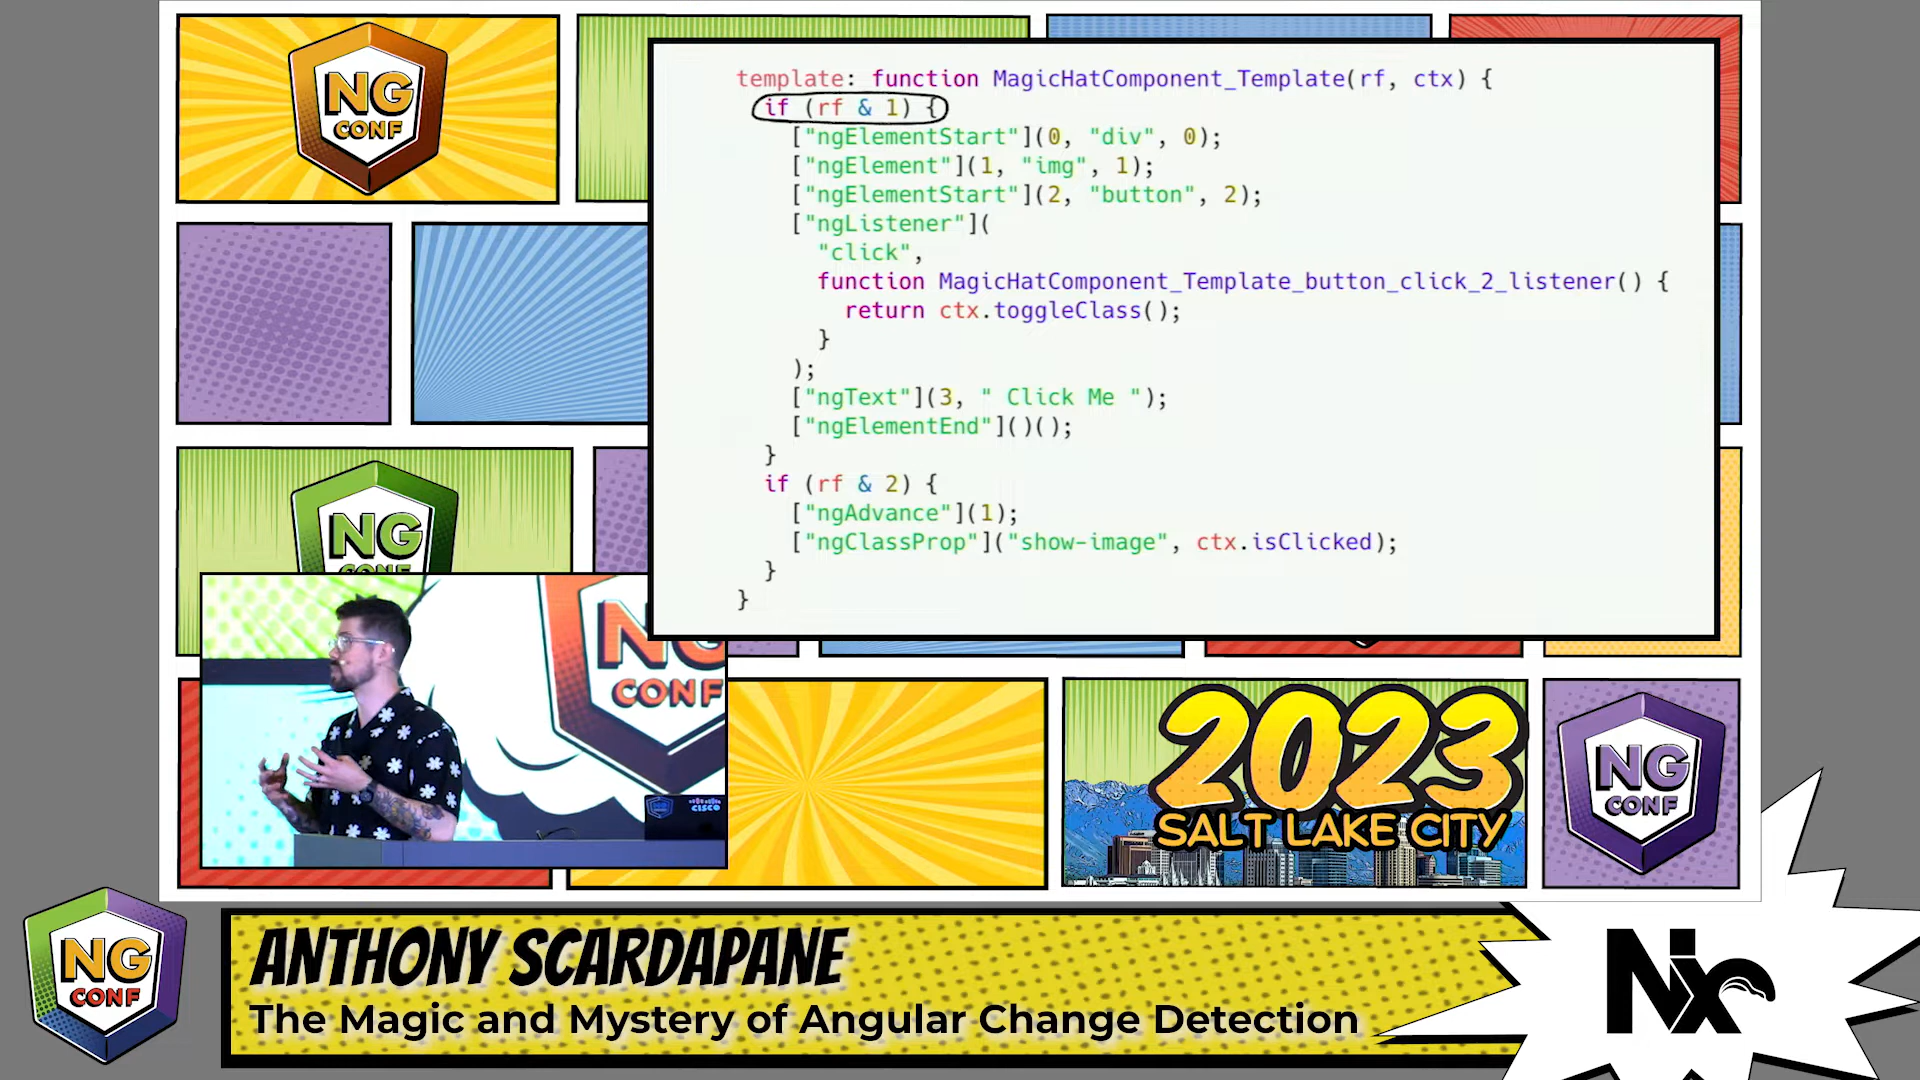 NG
CONF
template: function MagicHatComponent_Template(rf, ctx) {
if (rf & 1) {
["ngElementStart"](0, "div", 0);
["ngElement"](1, "img", 1);
["ngElementStart"](2, "button", 2);
["ngListener"](
"click",
function MagicHatComponent_Template_button_click_2_listener() {
return ctx.toggleClass();
}
);
["ngText"](3, " Click Me ");
["ngElementEnd"]()();
}
if (rf & 2) {
["ngAdvance"](1);
["ngClassProp"]("show-image", ctx.isClicked);
}
}
NG
NG
CONF
CISCO
2023
SALT LAKE CITY
NG
CONF
NG
CONF
ANTHONY SCARDAPANE
The Magic and Mystery of Angular Change Detection
Nx